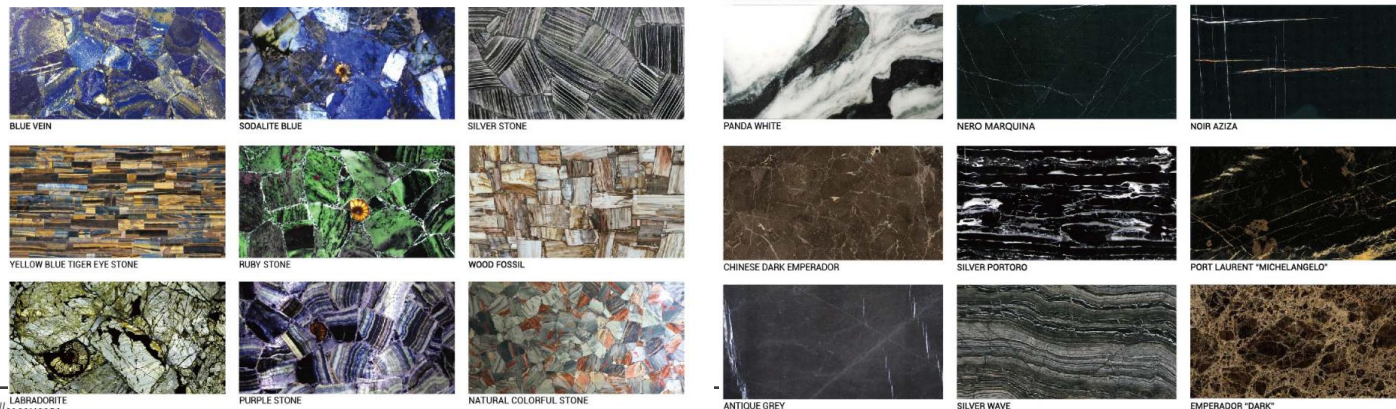 BLUE VEIN
SODALITE BLUE
SILVER STONE
YELLOW BLUE TIGER EYE STONE
RUBY STONE
WOOD FOSSIL
LABRADORITE
PURPLE STONE
NATURAL COLORFUL STONE
PANDA WHITE
NERO MARQUINA
NOIR AZIZA
CHINESE DARK EMPERADOR
SILVER PORTORO
PORT LAURENT "MICHELANGELO"
ANTIQUE GREY
SILVER WAVE
EMPERADOR "DARK"